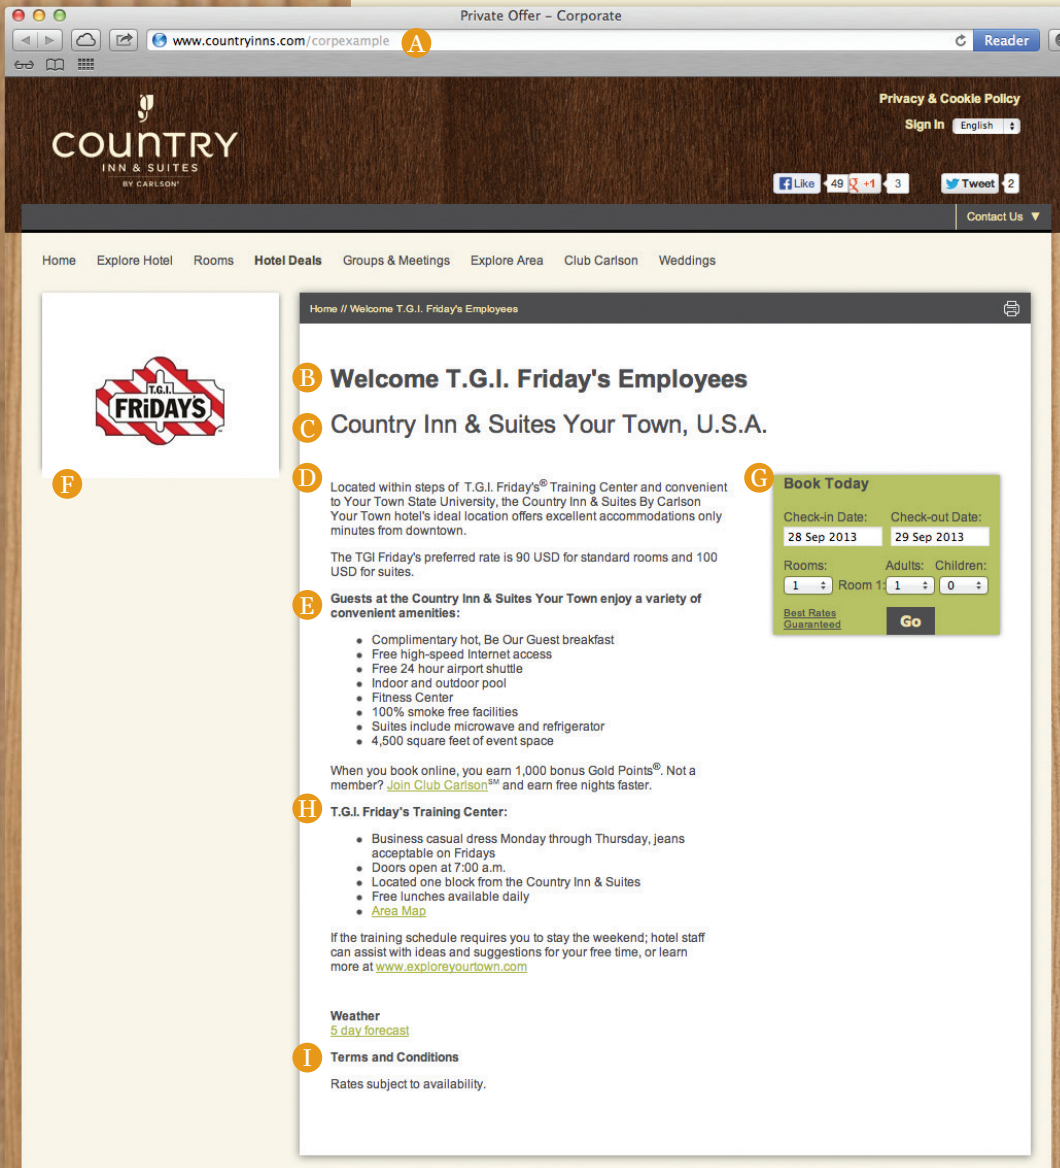 Private Offer – Corporate
www.countryinns.com/corpexample
A
Reader
COUNTRY
INN & SUITES
BY CARLSON®
Privacy & Cookie Policy
Sign In English
Like 49 +1 3 Tweet 2
Contact Us ▼
Home Explore Hotel Rooms Hotel Deals Groups & Meetings Explore Area Club Carlson Weddings
T.G.I.
FRiDAY'S
F
Home // Welcome T.G.I. Friday's Employees
B Welcome T.G.I. Friday's Employees
C Country Inn & Suites Your Town, U.S.A.
D Located within steps of T.G.I. Friday's® Training Center and convenient
to Your Town State University, the Country Inn & Suites By Carlson
Your Town hotel's ideal location offers excellent accommodations only
minutes from downtown.
The TGI Friday's preferred rate is 90 USD for standard rooms and 100
USD for suites.
E Guests at the Country Inn & Suites Your Town enjoy a variety of
convenient amenities:
• Complimentary hot, Be Our Guest breakfast
• Free high-speed Internet access
• Free 24 hour airport shuttle
• Indoor and outdoor pool
• Fitness Center
• 100% smoke free facilities
• Suites include microwave and refrigerator
• 4,500 square feet of event space
When you book online, you earn 1,000 bonus Gold Points®. Not a
member? Join Club Carlson℠ and earn free nights faster.
H T.G.I. Friday's Training Center:
• Business casual dress Monday through Thursday, jeans
acceptable on Fridays
• Doors open at 7:00 a.m.
• Located one block from the Country Inn & Suites
• Free lunches available daily
• Area Map
If the training schedule requires you to stay the weekend; hotel staff
can assist with ideas and suggestions for your free time, or learn
more at www.exploreyourtown.com
Weather
5 day forecast
I Terms and Conditions
Rates subject to availability.
G Book Today
Check-in Date: Check-out Date:
28 Sep 2013 29 Sep 2013
Rooms: Adults: Children:
1 Room 1: 1 0
Best Rates
Guaranteed
Go